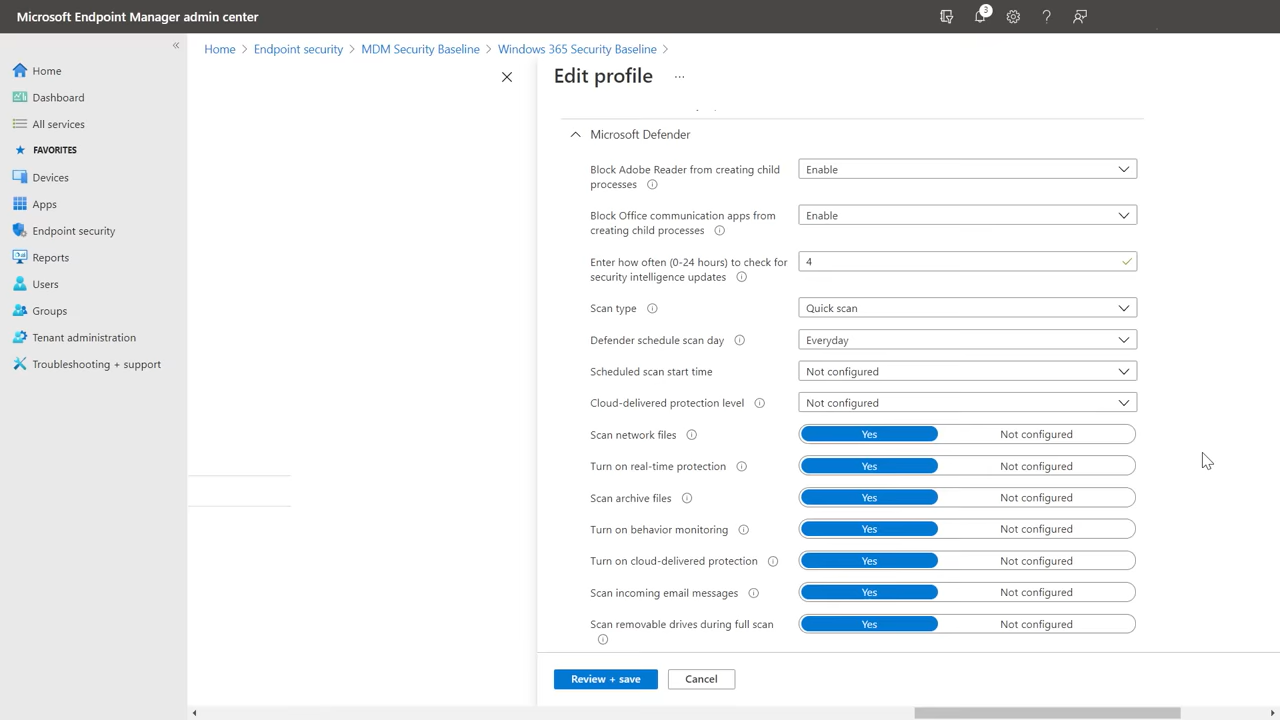 Microsoft Endpoint Manager admin center
3
Home
Dashboard
All services
FAVORITES
Devices
Apps
Endpoint security
Reports
Users
Groups
Tenant administration
Troubleshooting + support
Home > Endpoint security > MDM Security Baseline > Windows 365 Security Baseline >
Edit profile ...
Microsoft Defender
Block Adobe Reader from creating child
processes
Enable
Block Office communication apps from
creating child processes
Enable
Enter how often (0-24 hours) to check for
security intelligence updates
4
Scan type
Quick scan
Defender schedule scan day
Everyday
Scheduled scan start time
Not configured
Cloud-delivered protection level
Not configured
Scan network files
Yes Not configured
Turn on real-time protection
Yes Not configured
Scan archive files
Yes Not configured
Turn on behavior monitoring
Yes Not configured
Turn on cloud-delivered protection
Yes Not configured
Scan incoming email messages
Yes Not configured
Scan removable drives during full scan
Yes Not configured
Review + save
Cancel